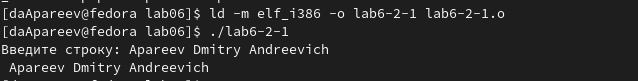 [daApareev@fedora lab06]$ ld -m elf_i386 -o lab6-2-1 lab6-2-1.o
[daApareev@fedora lab06]$ ./lab6-2-1
Введите строку: Apareev Dmitry Andreevich
 Apareev Dmitry Andreevich